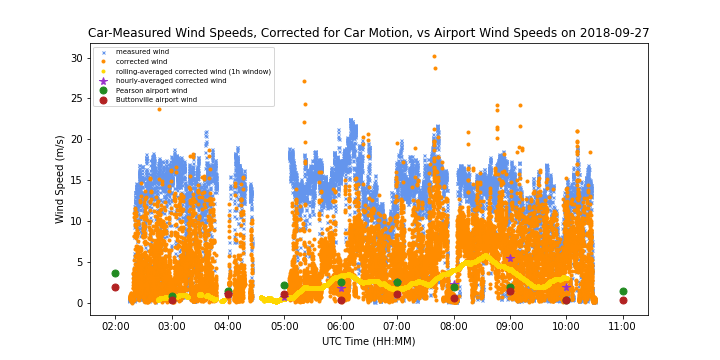 Car-Measured Wind Speeds, Corrected for Car Motion, vs Airport Wind Speeds on 2018-09-27
measured wind
corrected wind
rolling-averaged corrected wind (1h window)
hourly-averaged corrected wind
Pearson airport wind
Buttonville airport wind
Wind Speed (m/s)
30
25
20
15
10
5
0
02:00 03:00 04:00 05:00 06:00 07:00 08:00 09:00 10:00 11:00
UTC Time (HH:MM)